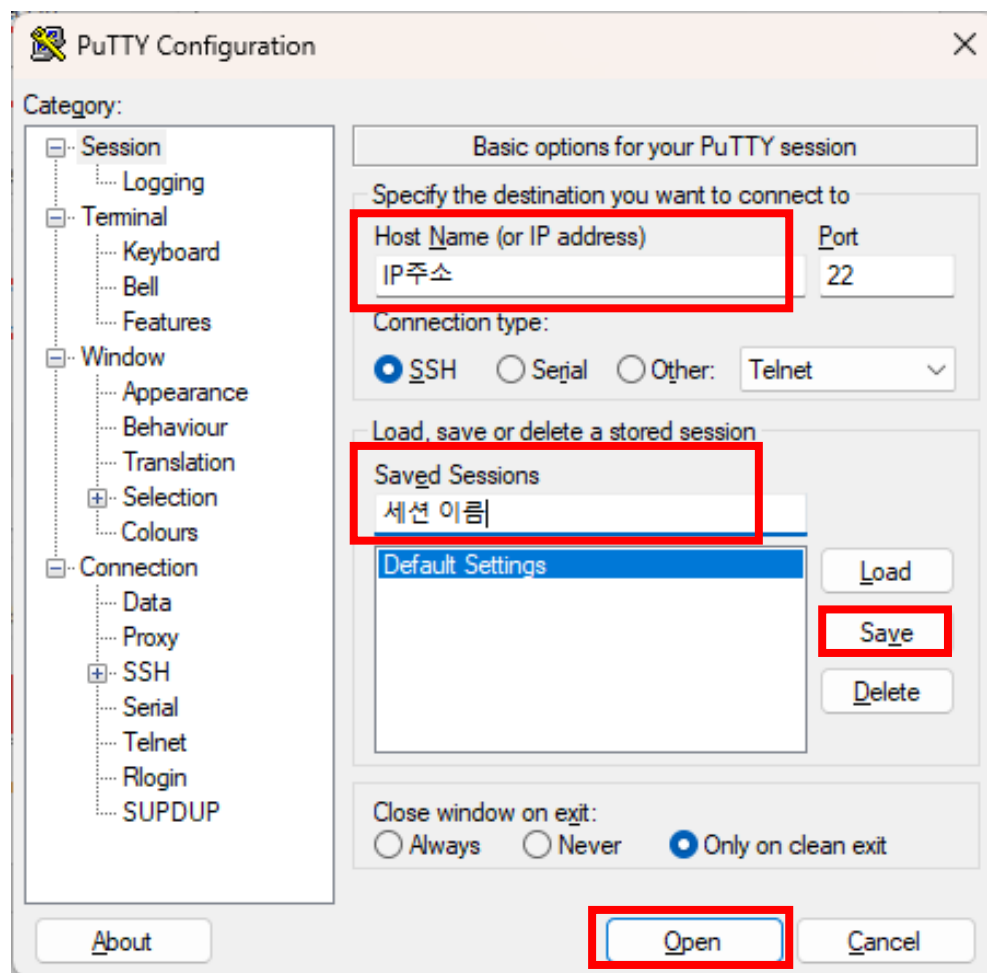 PuTTY Configuration
Category:
Session
Logging
Terminal
Keyboard
Bell
Features
Window
Appearance
Behaviour
Translation
Selection
Colours
Connection
Data
Proxy
SSH
Serial
Telnet
Rlogin
SUPDUP
Basic options for your PuTTY session
Specify the destination you want to connect to
Host Name (or IP address) Port
IP주소 22
Connection type:
SSH Serial Other: Telnet
Load, save or delete a stored session
Saved Sessions
세션 이름
Default Settings
Load
Save
Delete
Close window on exit:
Always Never Only on clean exit
About Open Cancel